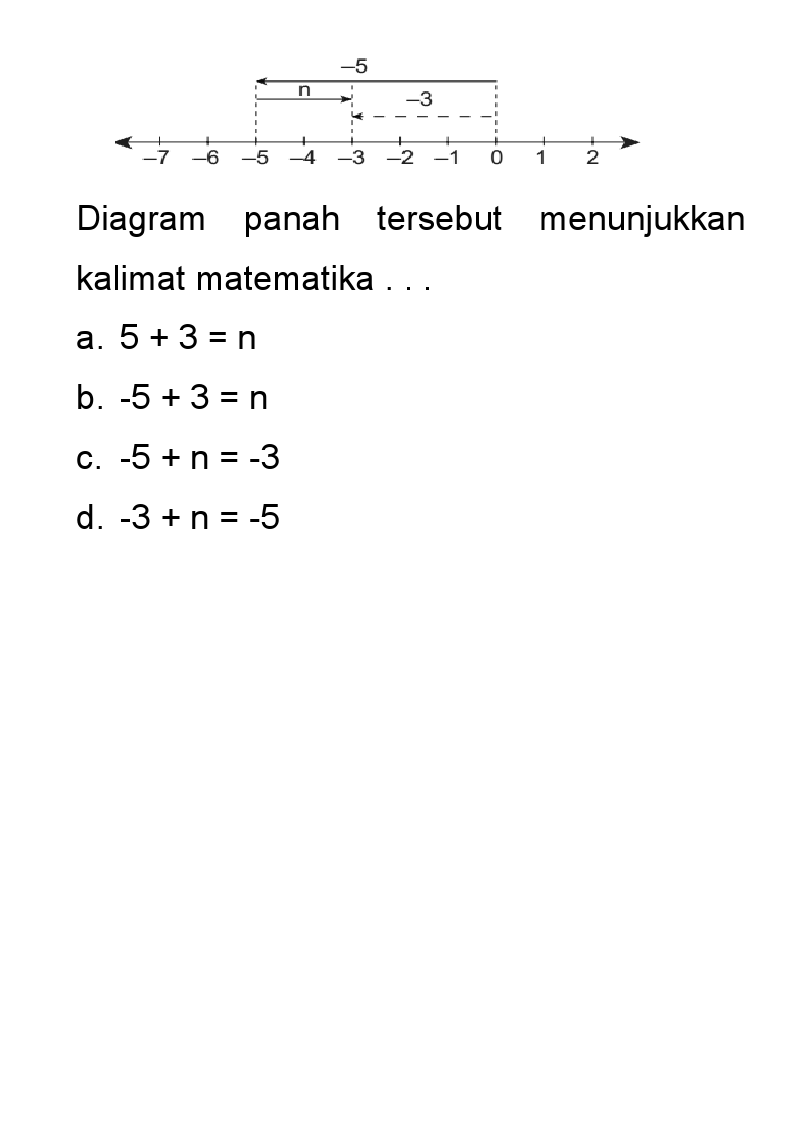 –5
n
–3
–7 –6 –5 –4 –3 –2 –1 0 1 2
Diagram panah tersebut menunjukkan
kalimat matematika . . .
a. 5 + 3 = n
b. -5 + 3 = n
c. -5 + n = -3
d. -3 + n = -5